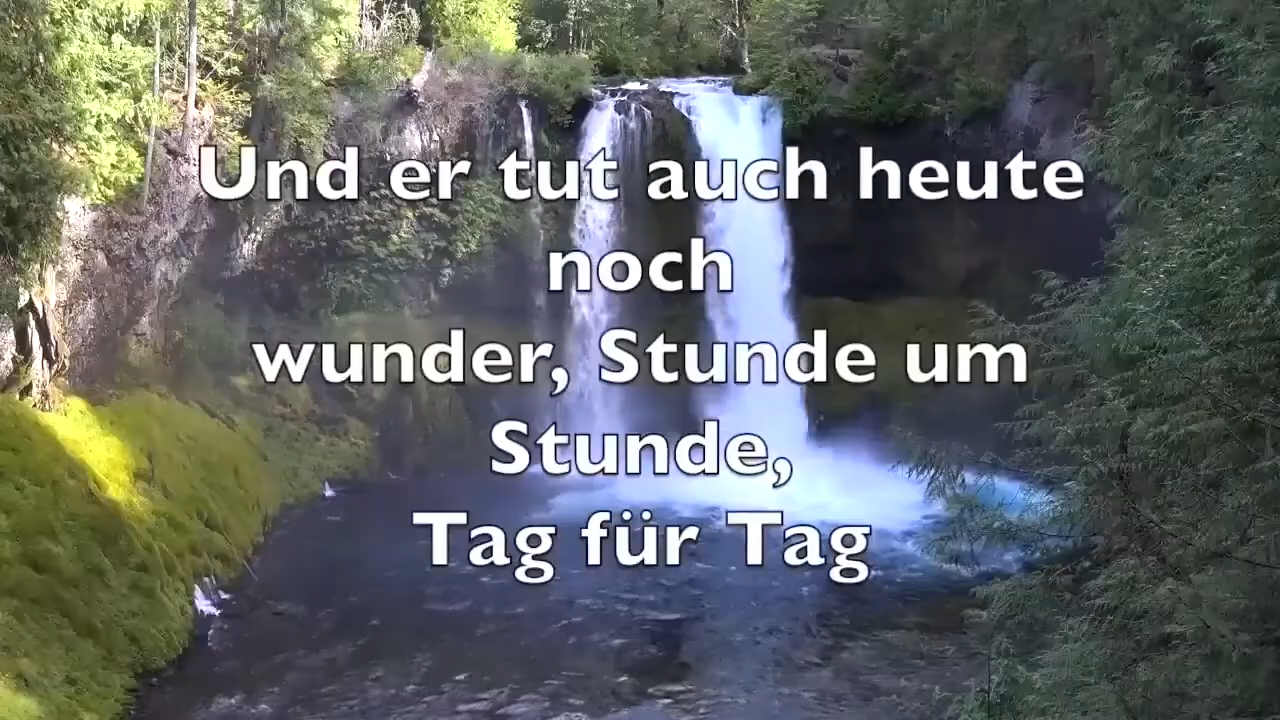 Und er tut auch heute
noch
wunder, Stunde um
Stunde,
Tag für Tag